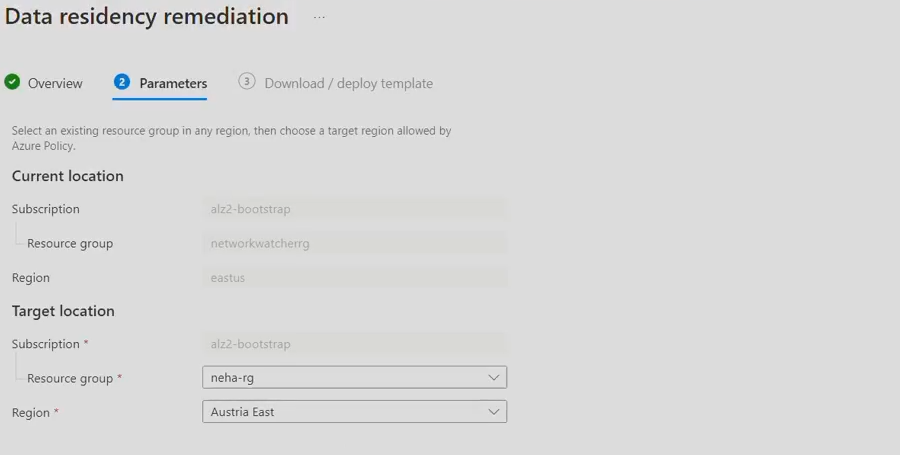 Data residency remediation ...
Overview
2 Parameters
3 Download / deploy template
Select an existing resource group in any region, then choose a target region allowed by
Azure Policy.
Current location
Subscription alz2-bootstrap
Resource group networkwatcherrg
Region eastus
Target location
Subscription * alz2-bootstrap
Resource group * neha-rg
Region * Austria East